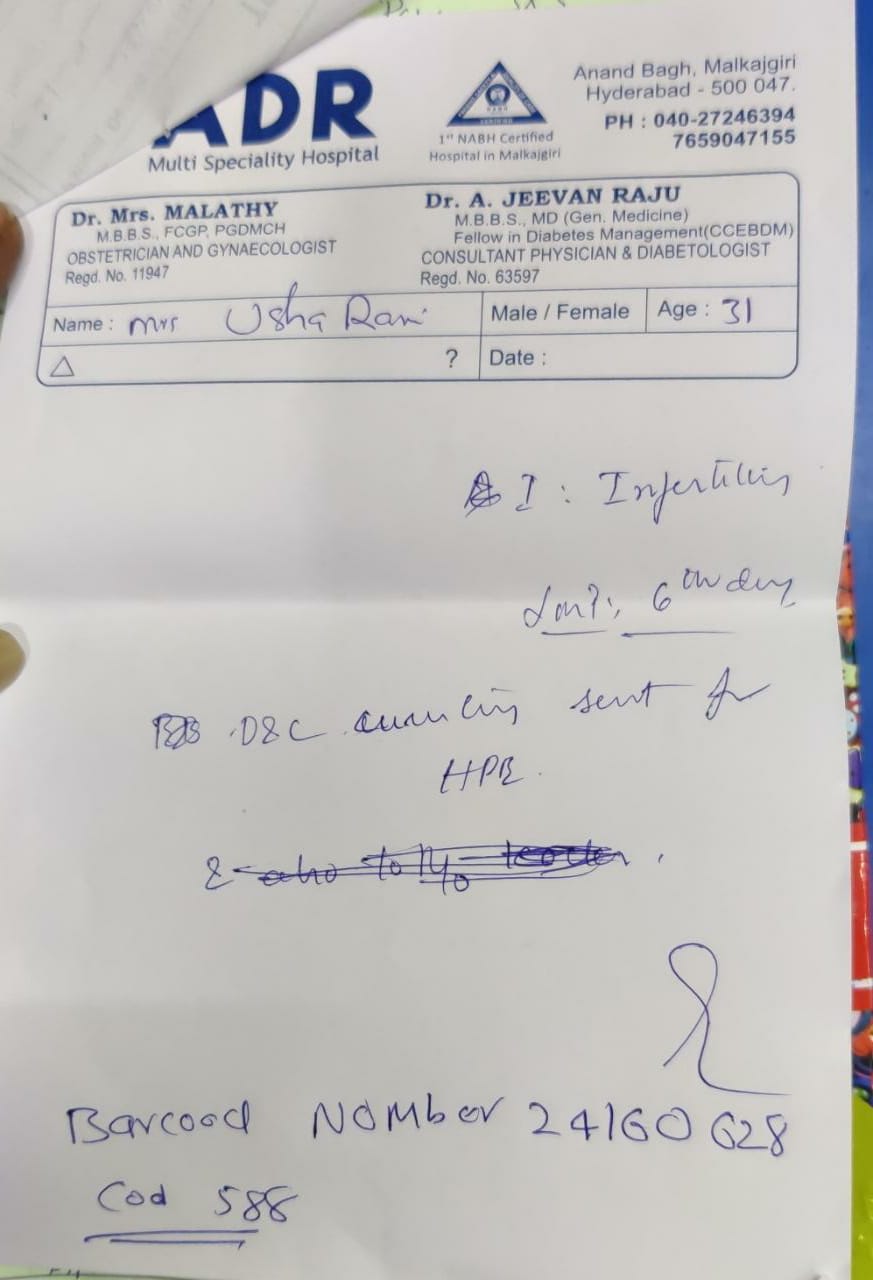 ADR
Multi Speciality Hospital
1st NABH Certified
Hospital in Malkajgiri
Anand Bagh, Malkajgiri
Hyderabad - 500 047.
PH : 040-27246394
7659047155
Dr. Mrs. MALATHY
M.B.B.S., FCGP, PGDMCH
OBSTETRICIAN AND GYNAECOLOGIST
Regd. No. 11947
Dr. A. JEEVAN RAJU
M.B.B.S., MD (Gen. Medicine)
Fellow in Diabetes Management(CCEBDM)
CONSULTANT PHYSICIAN & DIABETOLOGIST
Regd. No. 63597
Name : Mrs Usha Rani Male / Female Age : 31
△ ? Date :
I : Infertility
6th day
D&C sent for
HPE.
&
Barcood NOMber 24160628
Cod 588